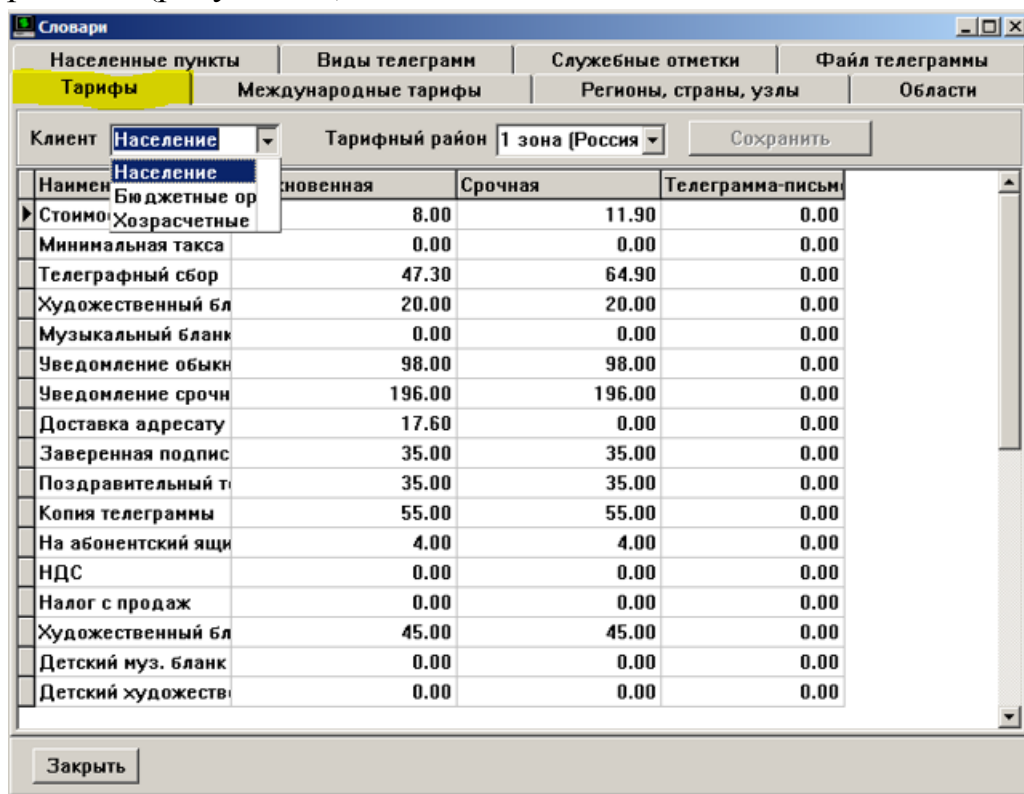 Словари
Населенные пункты Виды телеграмм Служебные отметки Файл телеграммы
Тарифы Международные тарифы Регионы, страны, узлы Области
Клиент Население Тарифный район 1 зона (Россия Сохранить
Население
Бюджетные ор
Хозрасчетные
Наимен кновенная Срочная Телеграмма-письм
Стоимо 8.00 11.90 0.00
Минимальная такса 0.00 0.00 0.00
Телеграфный сбор 47.30 64.90 0.00
Художественный бл 20.00 20.00 0.00
Музыкальный бланк 0.00 0.00 0.00
Уведомление обыкн 98.00 98.00 0.00
Уведомление срочн 196.00 196.00 0.00
Доставка адресату 17.60 0.00 0.00
Заверенная подпис 35.00 35.00 0.00
Поздравительный т 35.00 35.00 0.00
Копия телеграммы 55.00 55.00 0.00
На абонентский ящи 4.00 4.00 0.00
НДС 0.00 0.00 0.00
Налог с продаж 0.00 0.00 0.00
Художественный бл 45.00 45.00 0.00
Детский муз. бланк 0.00 0.00 0.00
Детский художеств 0.00 0.00 0.00
Закрыть